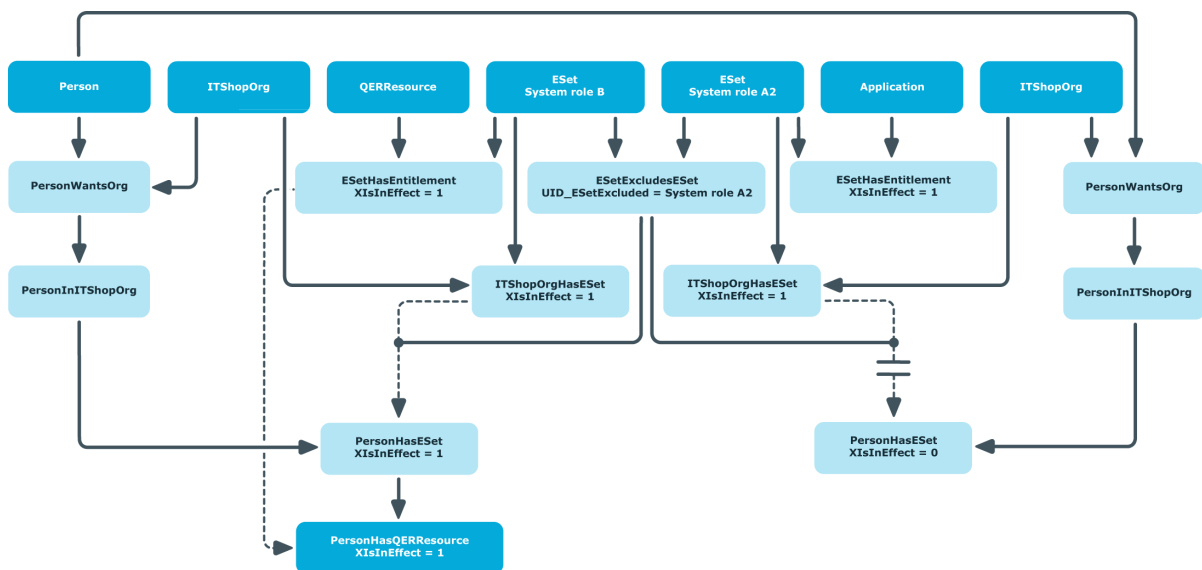 Person
ITShopOrg
QERResource
ESet
System role B
ESet
System role A2
Application
ITShopOrg
PersonWantsOrg
ESetHasEntitlement
XIsInEffect = 1
ESetExcludesESet
UID_ESetExcluded = System role A2
ESetHasEntitlement
XIsInEffect = 1
PersonWantsOrg
PersonInITShopOrg
ITShopOrgHasESet
XIsInEffect = 1
ITShopOrgHasESet
XIsInEffect = 1
PersonInITShopOrg
PersonHasESet
XIsInEffect = 1
PersonHasESet
XIsInEffect = 0
PersonHasQERResource
XIsInEffect = 1